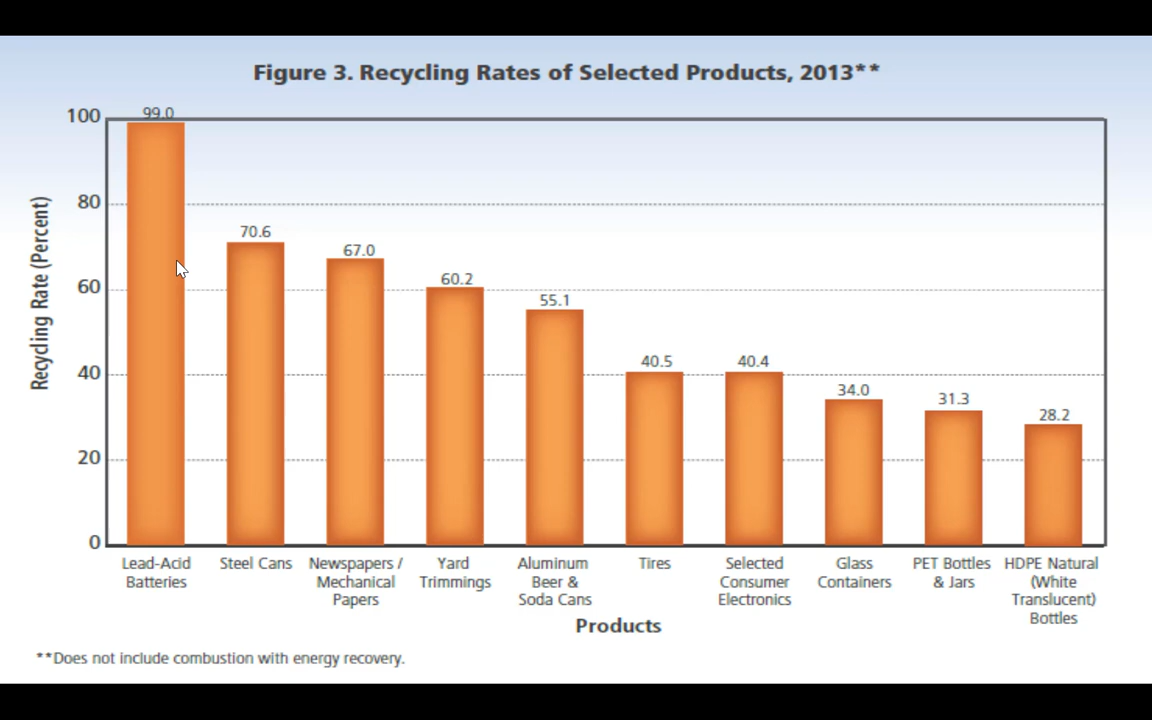 Figure 3. Recycling Rates of Selected Products, 2013**
Recycling Rate (Percent)
100
80
60
40
20
0
99.0
70.6
67.0
60.2
55.1
40.5
40.4
34.0
31.3
28.2
Lead-Acid
Batteries
Steel Cans
Newspapers /
Mechanical
Papers
Yard
Trimmings
Aluminum
Beer &
Soda Cans
Tires
Selected
Consumer
Electronics
Glass
Containers
PET Bottles
& Jars
HDPE Natural
(White
Translucent)
Bottles
Products
**Does not include combustion with energy recovery.